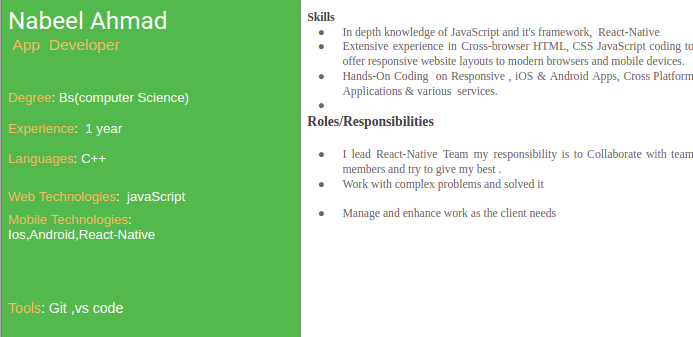 Nabeel Ahmad
App Developer
Degree: Bs(computer Science)
Experience: 1 year
Languages: C++
Web Technologies: javaScript
Mobile Technologies:
Ios,Android,React-Native
Tools: Git ,vs code
Skills
● In depth knowledge of JavaScript and it's framework, React-Native
● Extensive experience in Cross-browser HTML, CSS JavaScript coding to
offer responsive website layouts to modern browsers and mobile devices.
● Hands-On Coding on Responsive , iOS & Android Apps, Cross Platform
Applications & various services.
●
Roles/Responsibilities
● I lead React-Native Team my responsibility is to Collaborate with team
members and try to give my best .
● Work with complex problems and solved it
● Manage and enhance work as the client needs